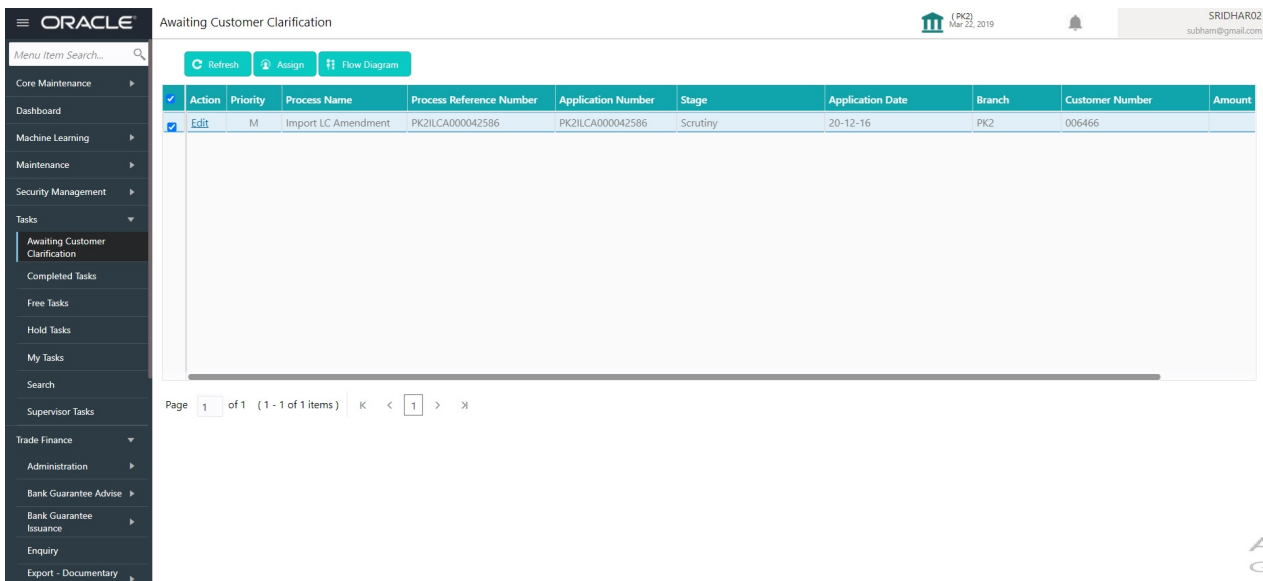 ORACLE
Awaiting Customer Clarification
( PK2)
Mar 22, 2019
SRIDHAR02
subham@gmail.com
Menu Item Search...
Core Maintenance
Dashboard
Machine Learning
Maintenance
Security Management
Tasks
Awaiting Customer
Clarification
Completed Tasks
Free Tasks
Hold Tasks
My Tasks
Search
Supervisor Tasks
Trade Finance
Administration
Bank Guarantee Advise
Bank Guarantee
Issuance
Enquiry
Export - Documentary
Refresh Assign Flow Diagram
Action Priority Process Name Process Reference Number Application Number Stage Application Date Branch Customer Number Amount
Edit M Import LC Amendment PK2ILCA000042586 PK2ILCA000042586 Scrutiny 20-12-16 PK2 006466
Page 1 of 1 (1 - 1 of 1 items) 1